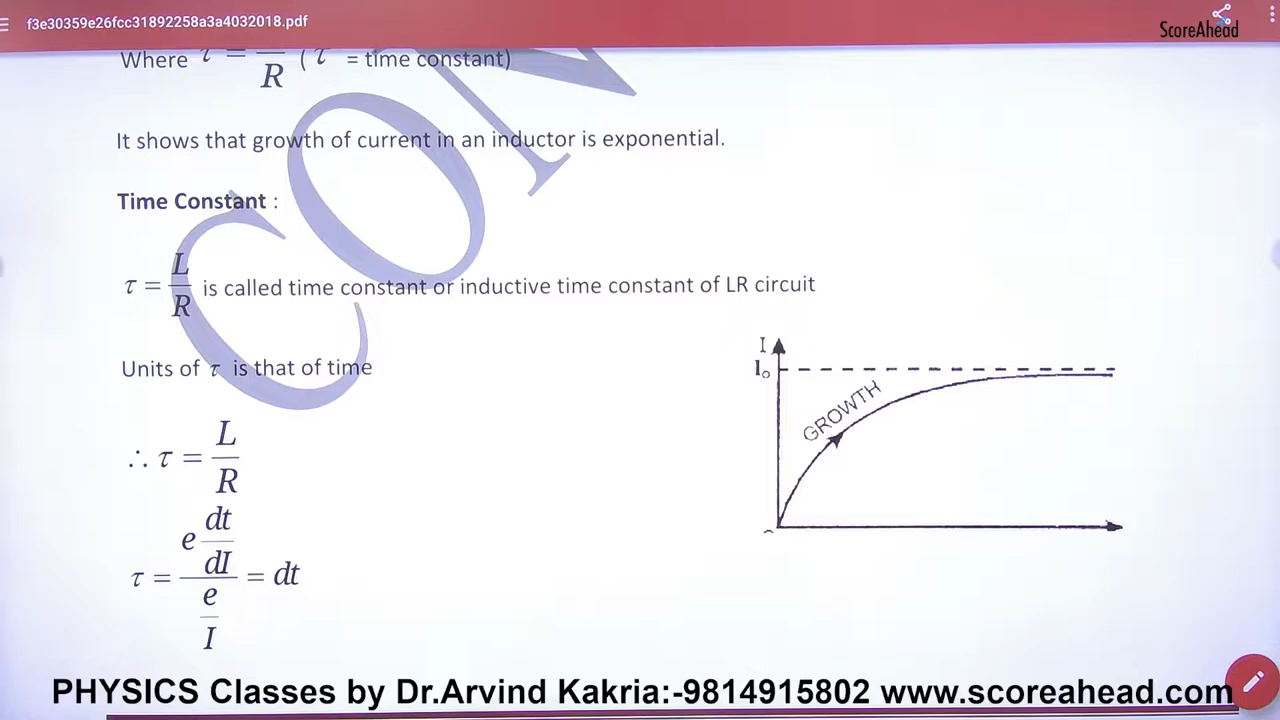 f3e30359e26fcc31892258a3a4032018.pdf
ScoreAhead
Where τ = — R ( τ = time constant)
It shows that growth of current in an inductor is exponential.
Time Constant :
τ = L/R is called time constant or inductive time constant of LR circuit
Units of τ is that of time
∴ τ = L/R
τ = (e dt/dI)/(e/I) = dt
I
I₀
GROWTH
CON
PHYSICS Classes by Dr.Arvind Kakria:-9814915802 www.scoreahead.com